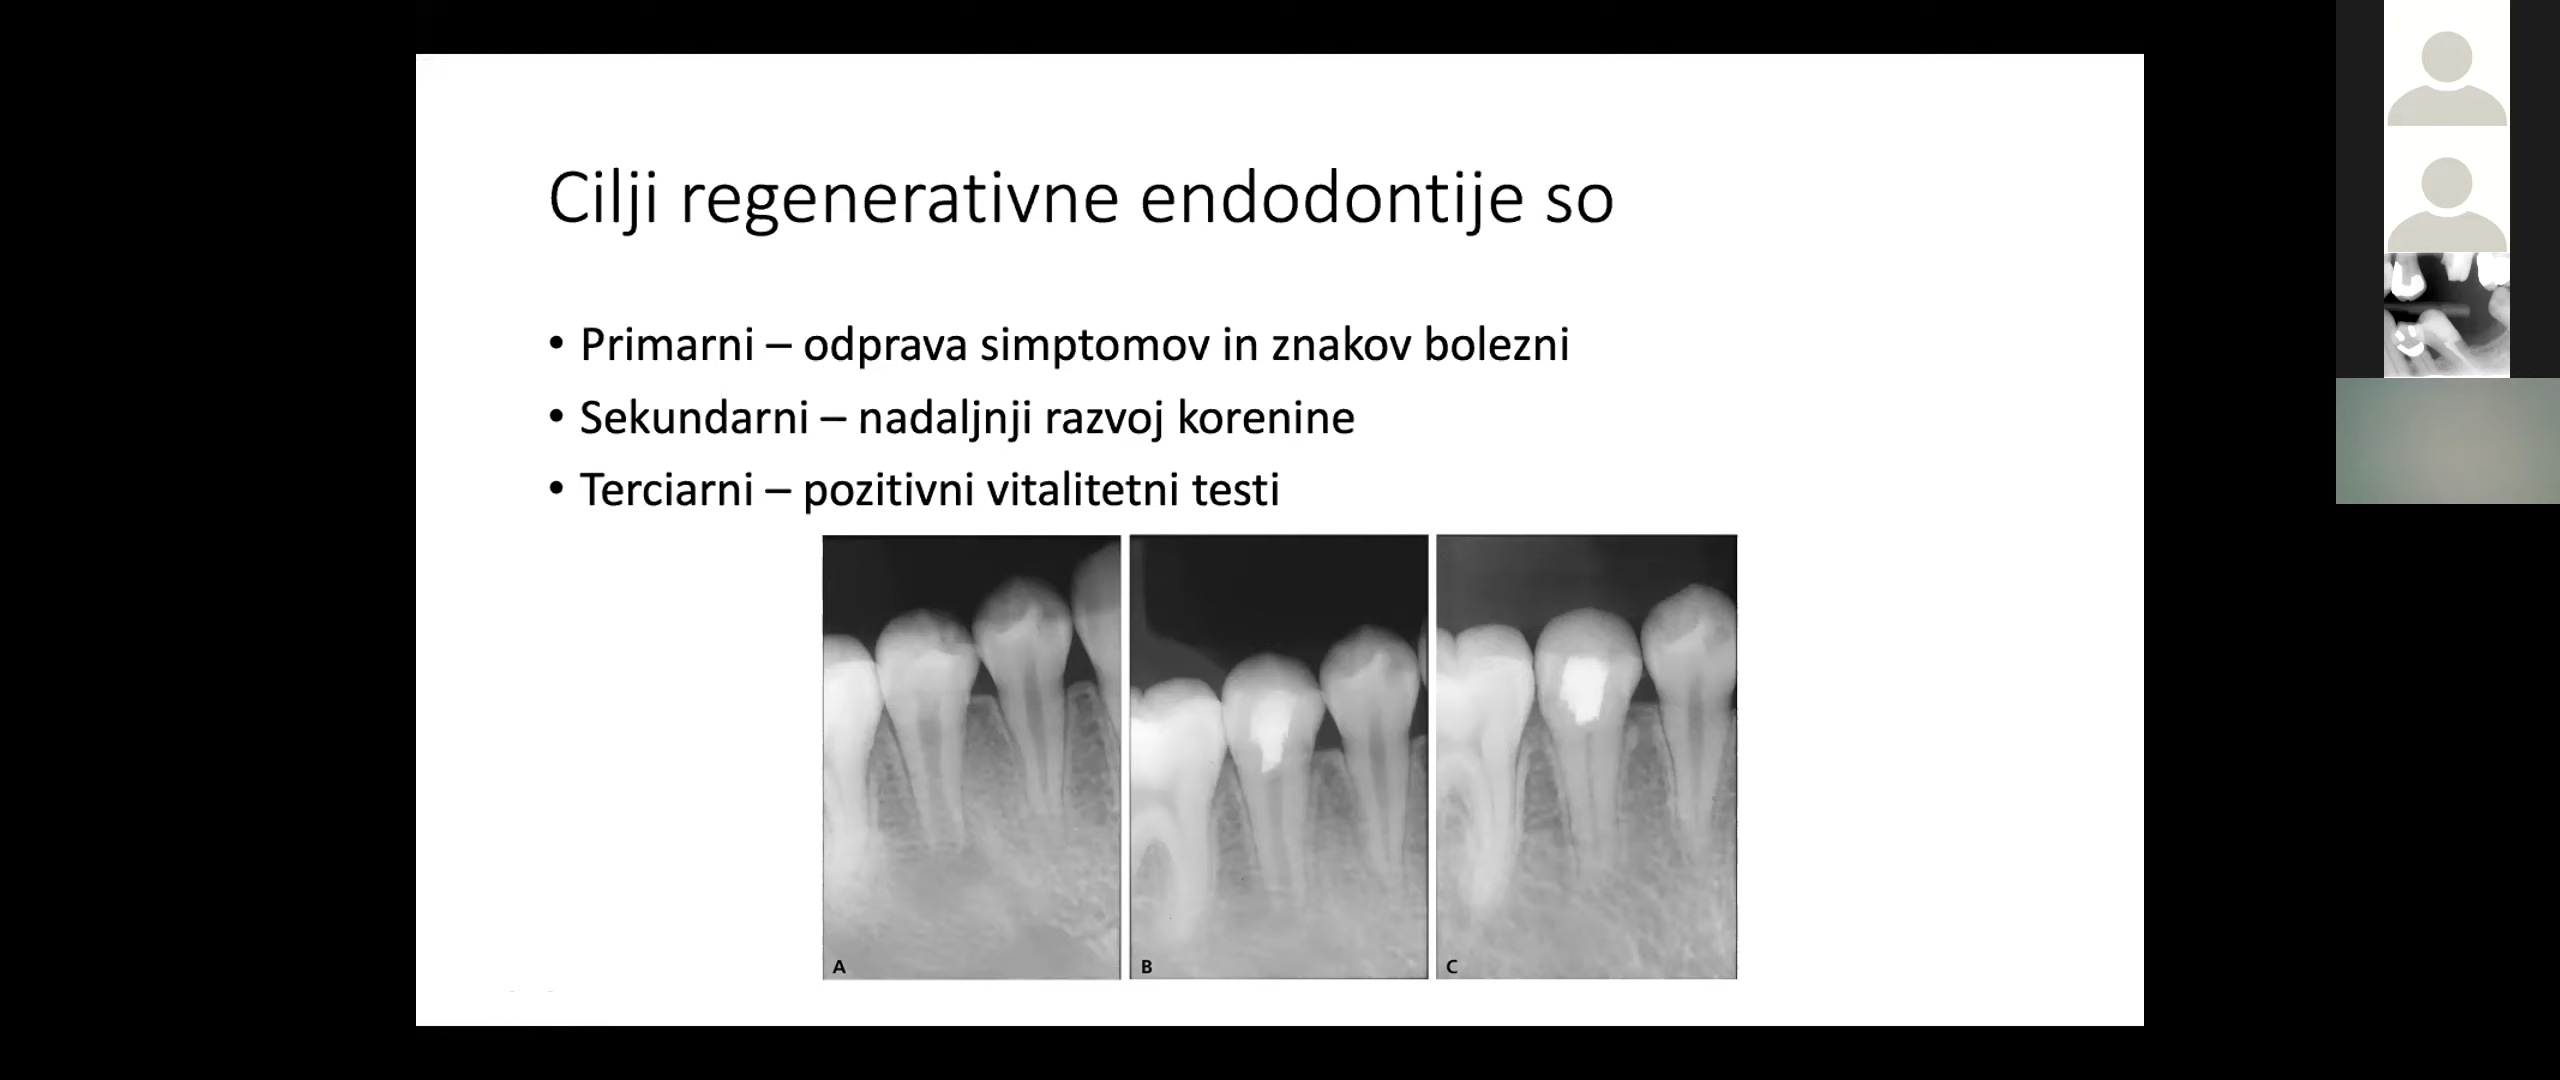 Cilji regenerativne endodontije so
• Primarni – odprava simptomov in znakov bolezni
• Sekundarni – nadaljnji razvoj korenine
• Terciarni – pozitivni vitalitetni testi
A
B
C